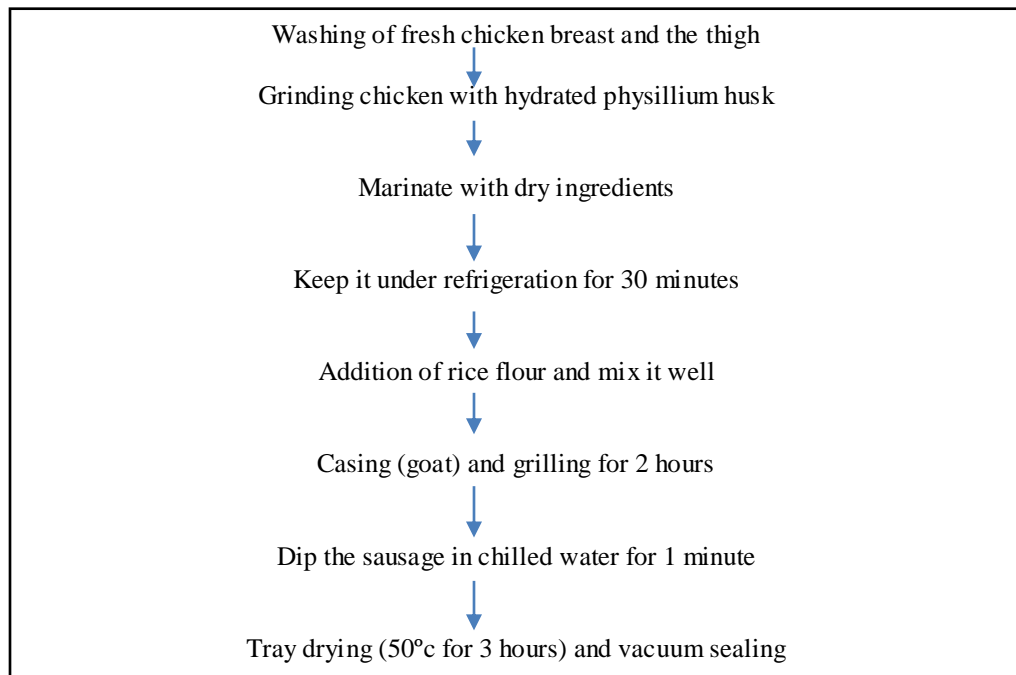 Washing of fresh chicken breast and the thigh
Grinding chicken with hydrated physillium husk
Marinate with dry ingredients
Keep it under refrigeration for 30 minutes
Addition of rice flour and mix it well
Casing (goat) and grilling for 2 hours
Dip the sausage in chilled water for 1 minute
Tray drying (50ºc for 3 hours) and vacuum sealing